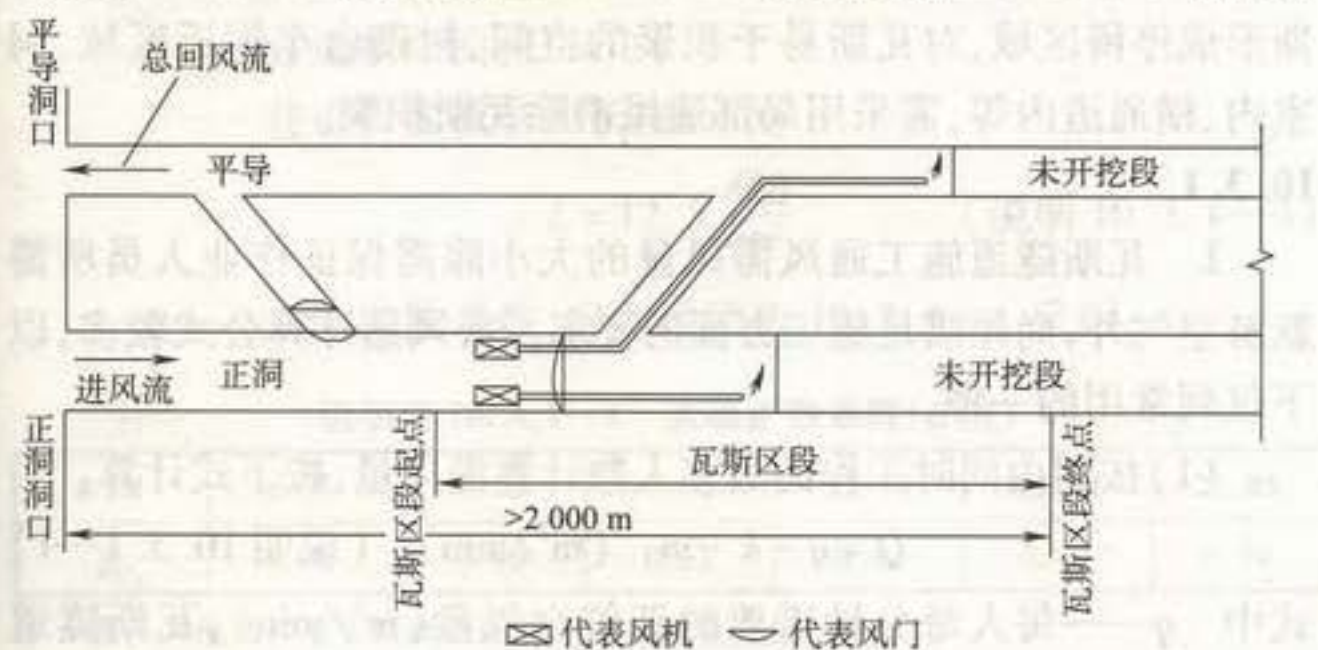 平导洞口
总回风流
平导
未开挖段
进风流
正洞
未开挖段
正洞洞口
瓦斯区段起点
瓦斯区段
瓦斯区段终点
>2 000 m
代表风机
代表风门